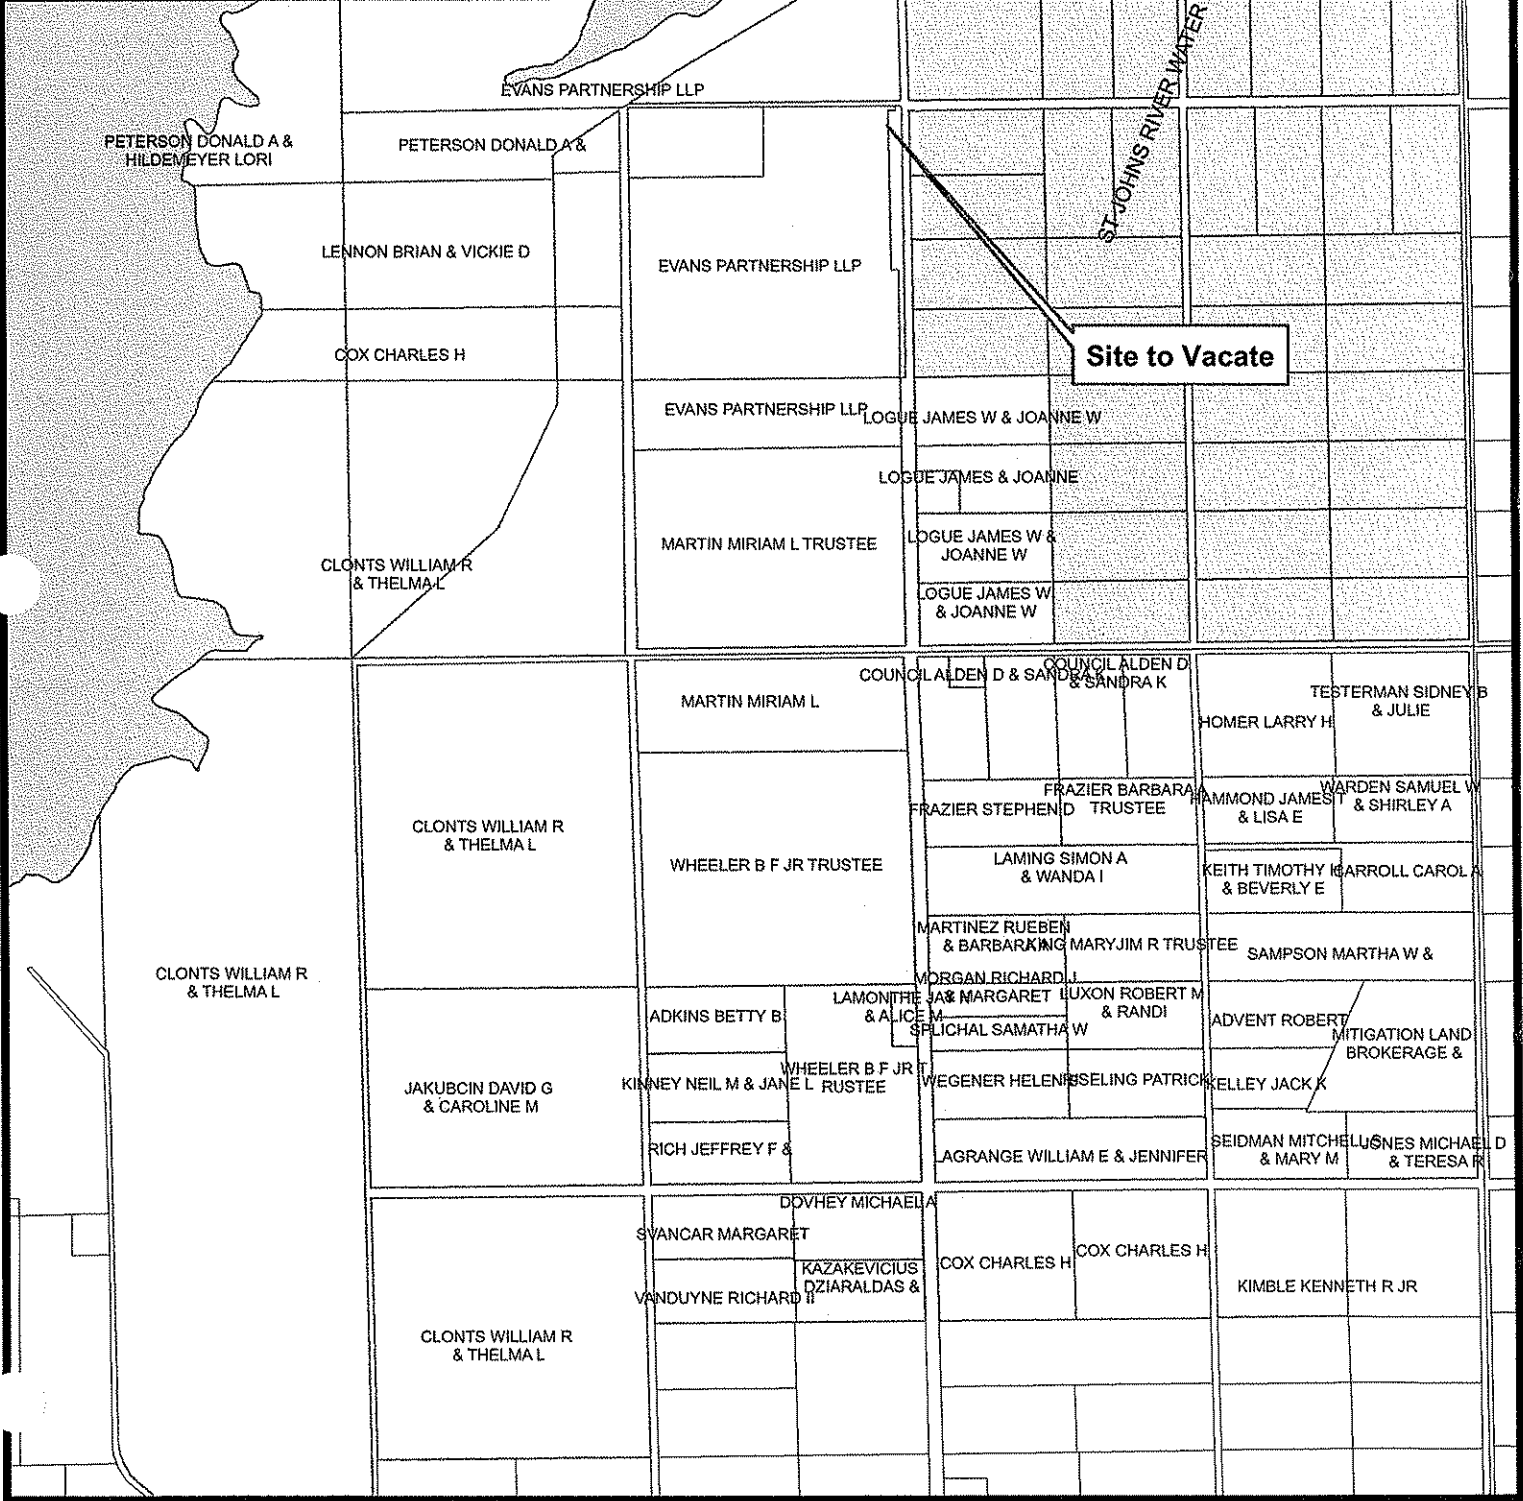 ST. JOHNS RIVER WATER
EVANS PARTNERSHIP LLP
PETERSON DONALD A &
HILDEMEYER LORI
PETERSON DONALD A &
LENNON BRIAN & VICKIE D
EVANS PARTNERSHIP LLP
Site to Vacate
COX CHARLES H
EVANS PARTNERSHIP LLP
LOGUE JAMES W & JOANNE W
LOGUE JAMES & JOANNE
MARTIN MIRIAM L TRUSTEE
LOGUE JAMES W &
JOANNE W
CLONTS WILLIAM R
& THELMA L
LOGUE JAMES W
& JOANNE W
MARTIN MIRIAM L
COUNCIL ALDEN D & SANDRA K
COUNCIL ALDEN D
& SANDRA K
HOMER LARRY H
TESTERMAN SIDNEY B
& JULIE
CLONTS WILLIAM R
& THELMA L
WHEELER B F JR TRUSTEE
FRAZIER STEPHEN D
FRAZIER BARBARA A
TRUSTEE
HAMMOND JAMES T
& LISA E
WARDEN SAMUEL W
& SHIRLEY A
LAMING SIMON A
& WANDA I
KEITH TIMOTHY K
& BEVERLY E
CARROLL CAROL A
MARTINEZ RUEBEN
& BARBARA A
KING MARYJIM R TRUSTEE
SAMPSON MARTHA W &
CLONTS WILLIAM R
& THELMA L
MORGAN RICHARD J
& MARGARET
LAMONTHE JAN
& ALICE M
LUXON ROBERT M
& RANDI
ADKINS BETTY B
SPLICHAL SAMATHA W
ADVENT ROBERT
MITIGATION LAND
BROKERAGE &
JAKUBCIN DAVID G
& CAROLINE M
KINNEY NEIL M & JANE L
WHEELER B F JR T
RUSTEE
WEGENER HELEN
ISELING PATRICK
KELLEY JACK K
RICH JEFFREY F &
LAGRANGE WILLIAM E & JENNIFER
SEIDMAN MITCHELL S
& MARY M
JONES MICHAEL D
& TERESA R
DOVHEY MICHAEL A
SVANCAR MARGARET
COX CHARLES H
COX CHARLES H
KAZAKEVICIUS
DZIARALDAS &
VANDUYNE RICHARD II
KIMBLE KENNETH R JR
CLONTS WILLIAM R
& THELMA L